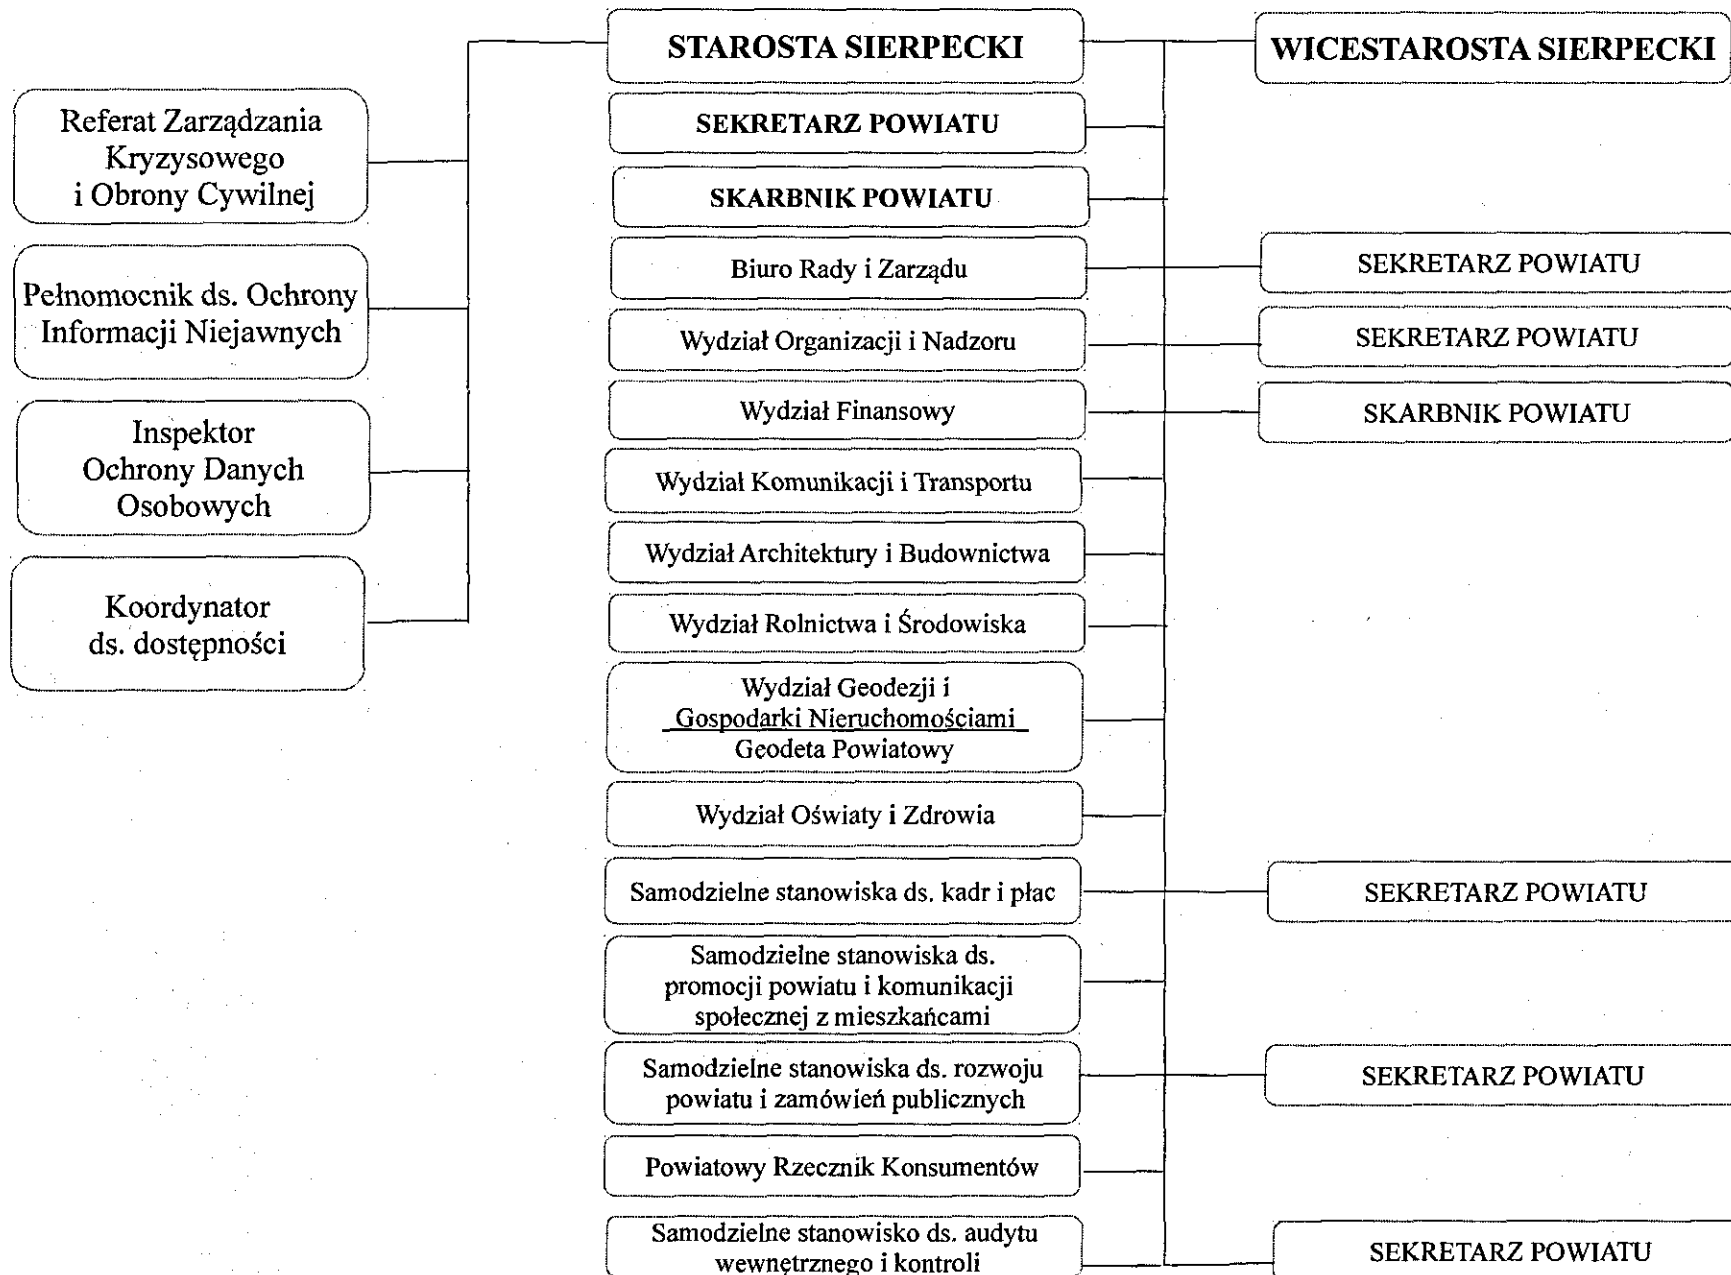 STAROSTA SIERPECKI
WICESTAROSTA SIERPECKI
Referat Zarządzania
Kryzysowego
i Obrony Cywilnej
Pełnomocnik ds. Ochrony
Informacji Niejawnych
Inspektor
Ochrony Danych
Osobowych
Koordynator
ds. dostępności
SEKRETARZ POWIATU
SKARBNIK POWIATU
Biuro Rady i Zarządu
SEKRETARZ POWIATU
Wydział Organizacji i Nadzoru
SEKRETARZ POWIATU
Wydział Finansowy
SKARBNIK POWIATU
Wydział Komunikacji i Transportu
Wydział Architektury i Budownictwa
Wydział Rolnictwa i Środowiska
Wydział Geodezji i
Gospodarki Nieruchomościami
Geodeta Powiatowy
Wydział Oświaty i Zdrowia
Samodzielne stanowiska ds. kadr i płac
SEKRETARZ POWIATU
Samodzielne stanowiska ds.
promocji powiatu i komunikacji
społecznej z mieszkańcami
Samodzielne stanowiska ds. rozwoju
powiatu i zamówień publicznych
SEKRETARZ POWIATU
Powiatowy Rzecznik Konsumentów
Samodzielne stanowisko ds. audytu
wewnętrznego i kontroli
SEKRETARZ POWIATU